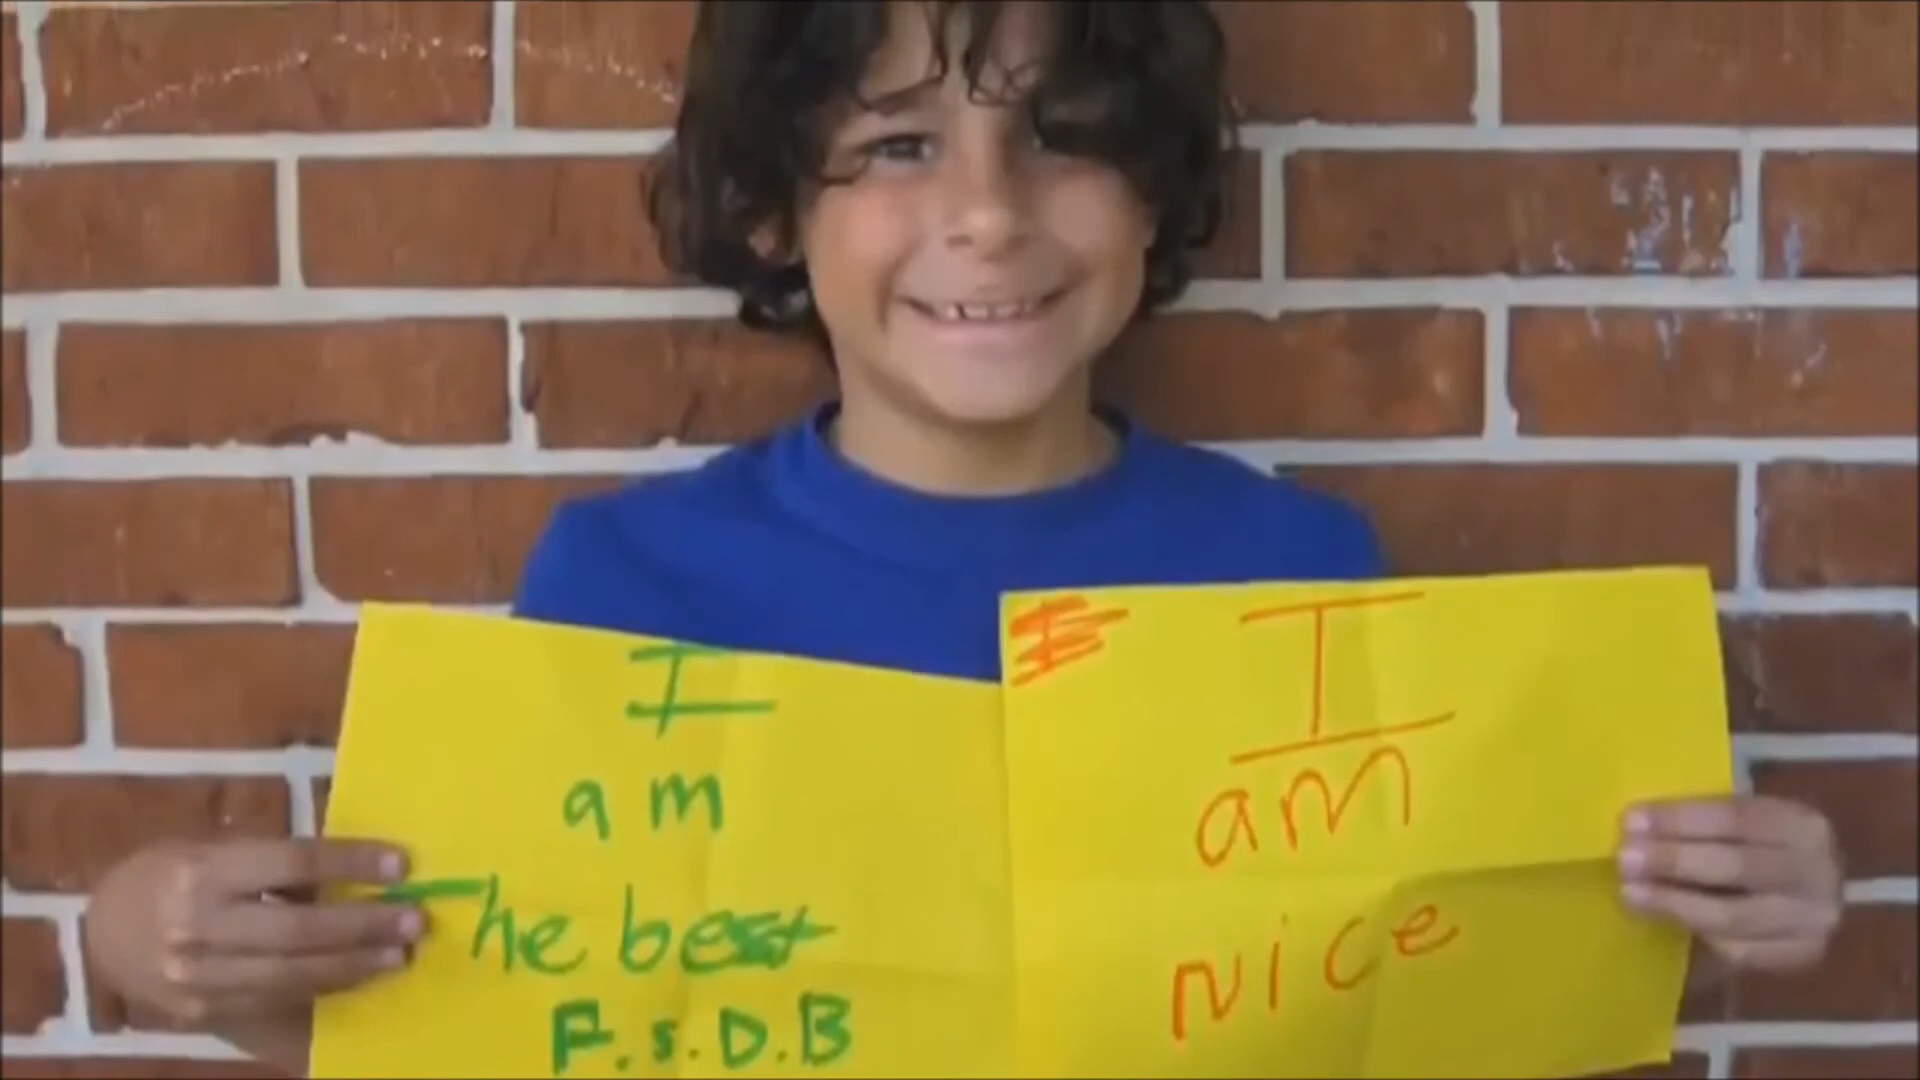 I
am
The best
F.S.D.B
I
am
nice